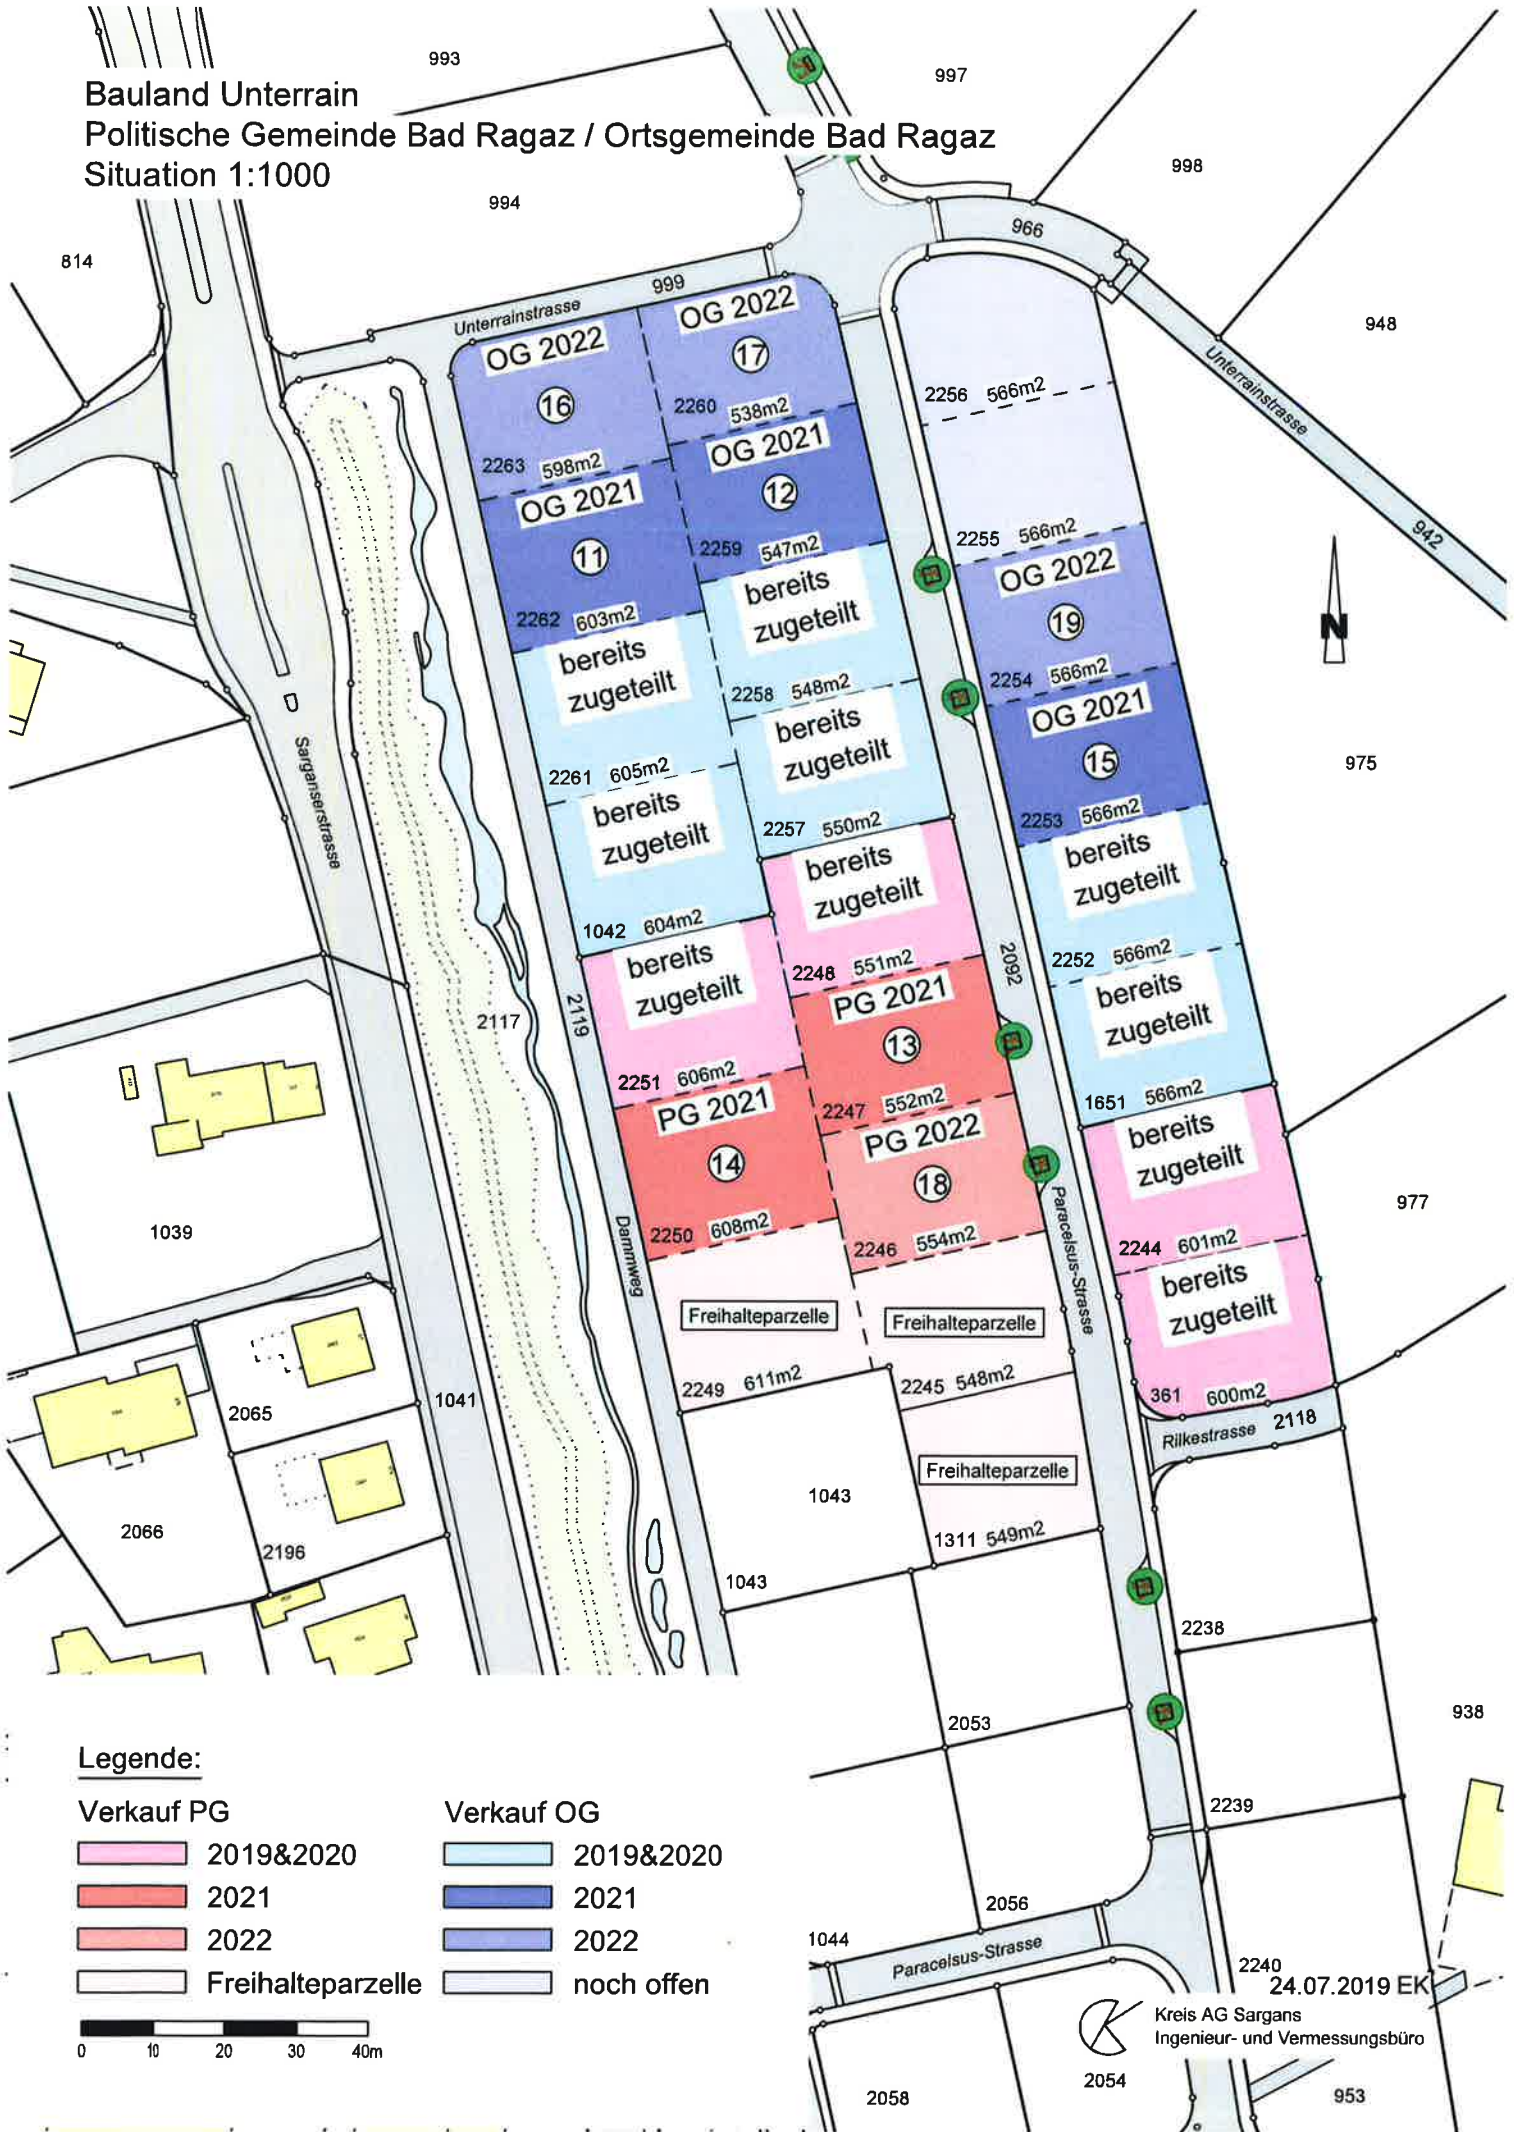 Bauland Unterrain
Politische Gemeinde Bad Ragaz / Ortsgemeinde Bad Ragaz
Situation 1:1000
993
997
998
994
814
966
999
Unterrainstrasse
948
Unterrainstrasse
942
OG 2022
16
2263 598m2
OG 2022
17
2260 538m2
OG 2021
11
2262 603m2
OG 2021
12
2259 547m2
bereits
zugeteilt
2261 605m2
bereits
zugeteilt
2258 548m2
bereits
zugeteilt
1042 604m2
bereits
zugeteilt
2257 550m2
bereits
zugeteilt
2251 606m2
bereits
zugeteilt
2248 551m2
PG 2021
14
2250 608m2
PG 2021
13
2247 552m2
PG 2022
18
2246 554m2
Freihalteparzelle
2249 611m2
Freihalteparzelle
2245 548m2
Freihalteparzelle
1311 549m2
2256 566m2
2255 566m2
OG 2022
19
2254 566m2
OG 2021
15
2253 566m2
bereits
zugeteilt
2252 566m2
bereits
zugeteilt
1651 566m2
bereits
zugeteilt
2244 601m2
bereits
zugeteilt
361 600m2
Rilkestrasse 2118
N
975
977
Sarganserstrasse
2117
2119
Dammweg
2092
Paracelsus-Strasse
1039
1041
2065
2066
2196
1043
1043
2238
2053
938
2239
2056
1044
Paracelsus-Strasse
2240
2058
2054
953
Legende:
Verkauf PG
2019&2020
2021
2022
Freihalteparzelle
Verkauf OG
2019&2020
2021
2022
noch offen
0 10 20 30 40m
24.07.2019 EK
Kreis AG Sargans
Ingenieur- und Vermessungsbüro